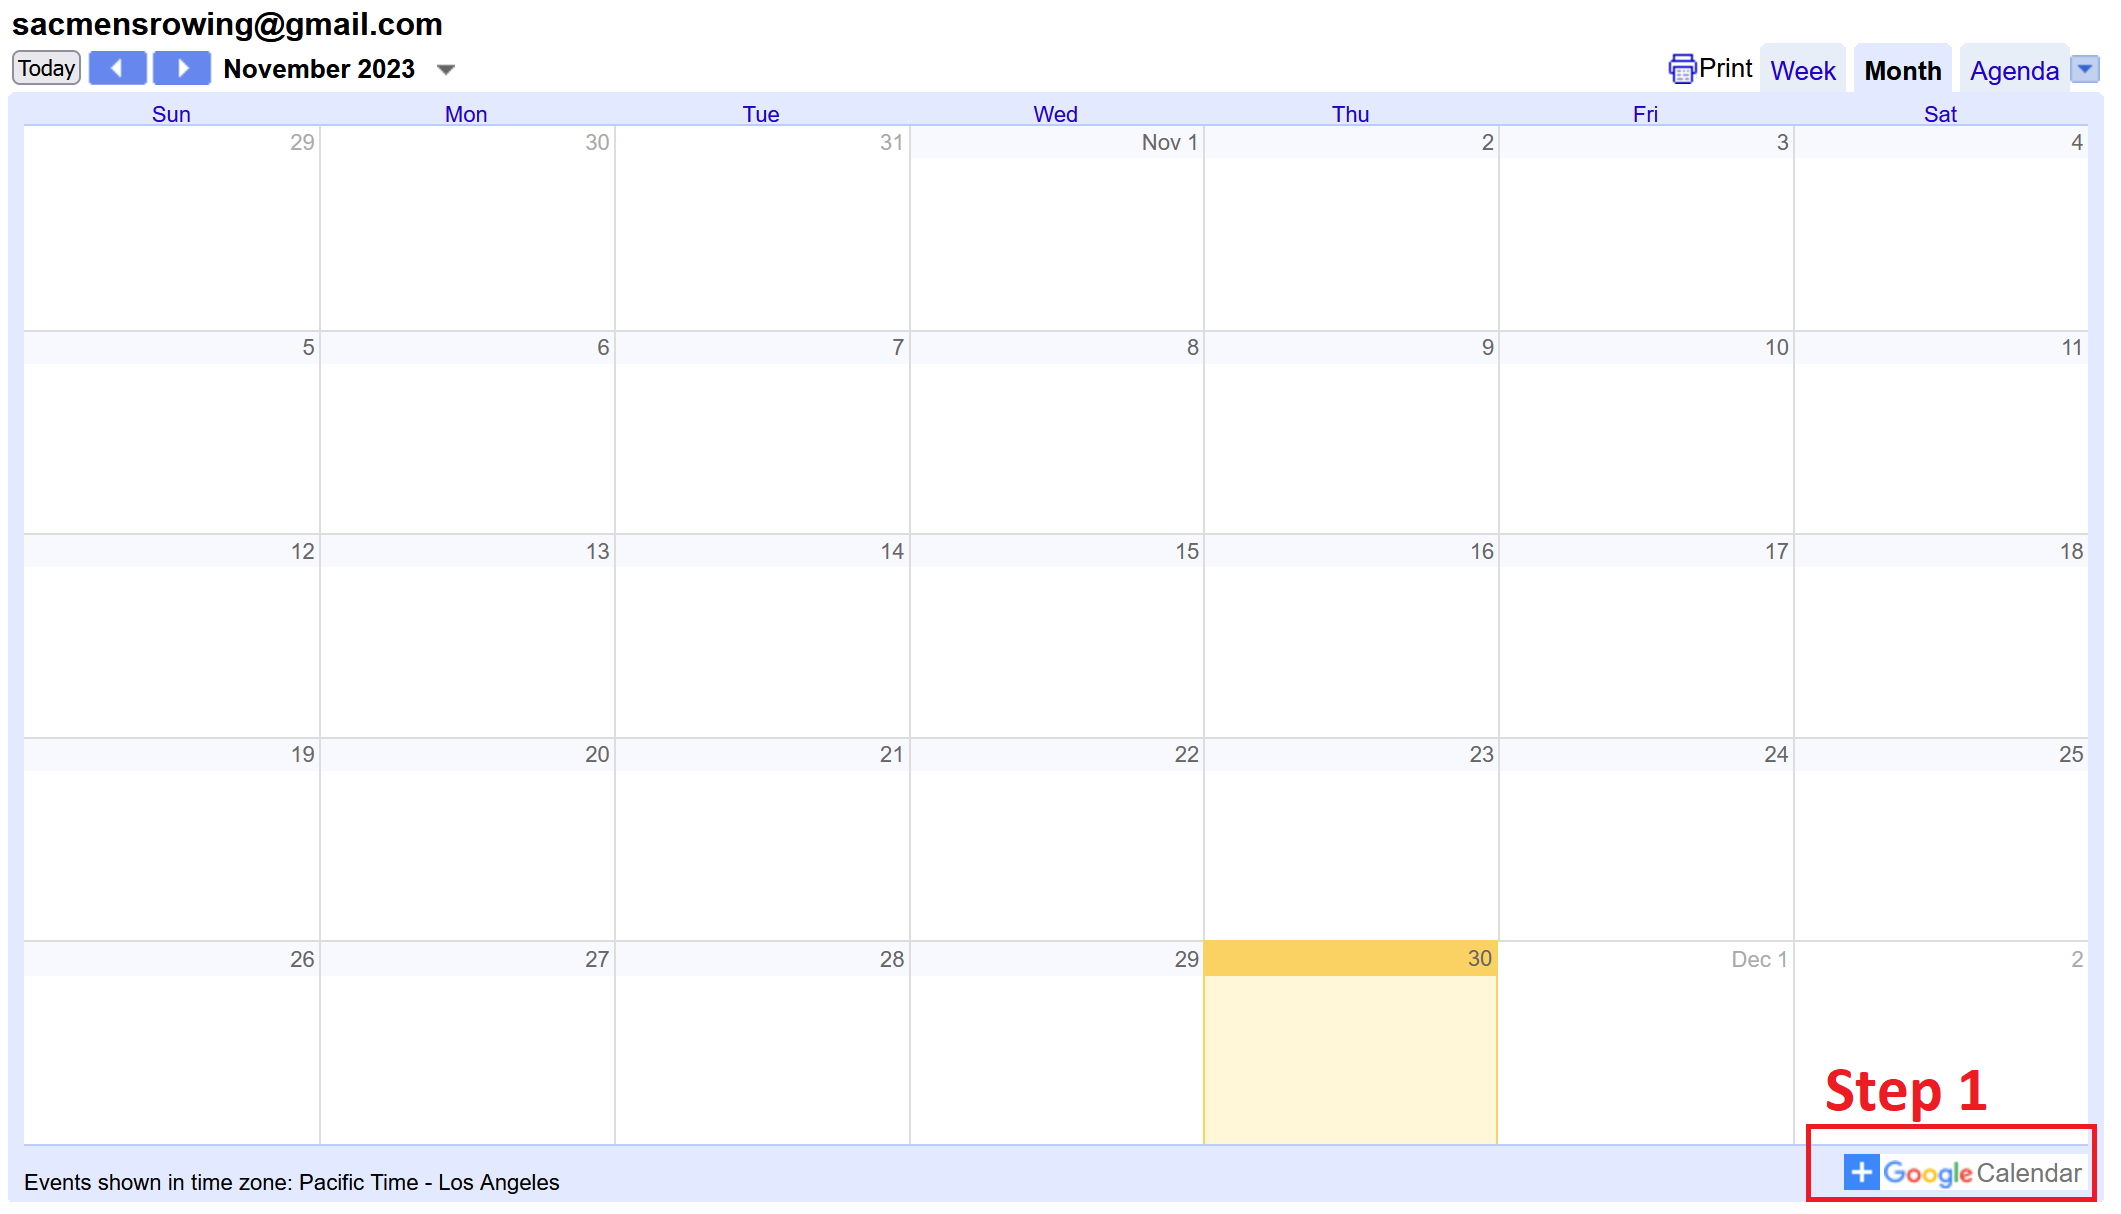 sacmensrowing@gmail.com
Today November 2023 Print Week Month Agenda
Sun Mon Tue Wed Thu Fri Sat
29 30 31 Nov 1 2 3 4
5 6 7 8 9 10 11
12 13 14 15 16 17 18
19 20 21 22 23 24 25
26 27 28 29 30 Dec 1 2
Step 1
Events shown in time zone: Pacific Time - Los Angeles
+ Google Calendar